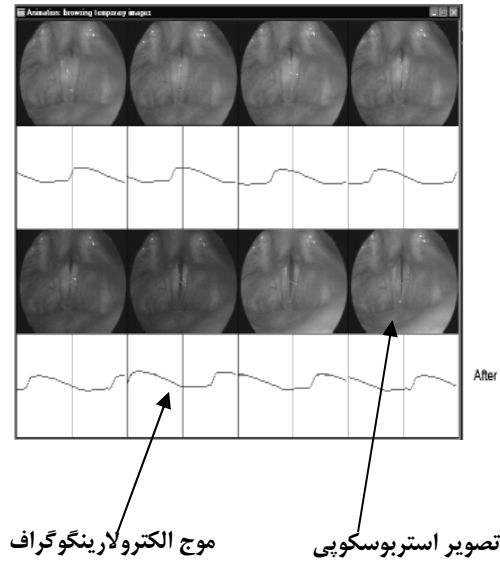 Animation: browsing temporary images
After
تصویر استربوسکوپی
موج الکترولارینگوگراف